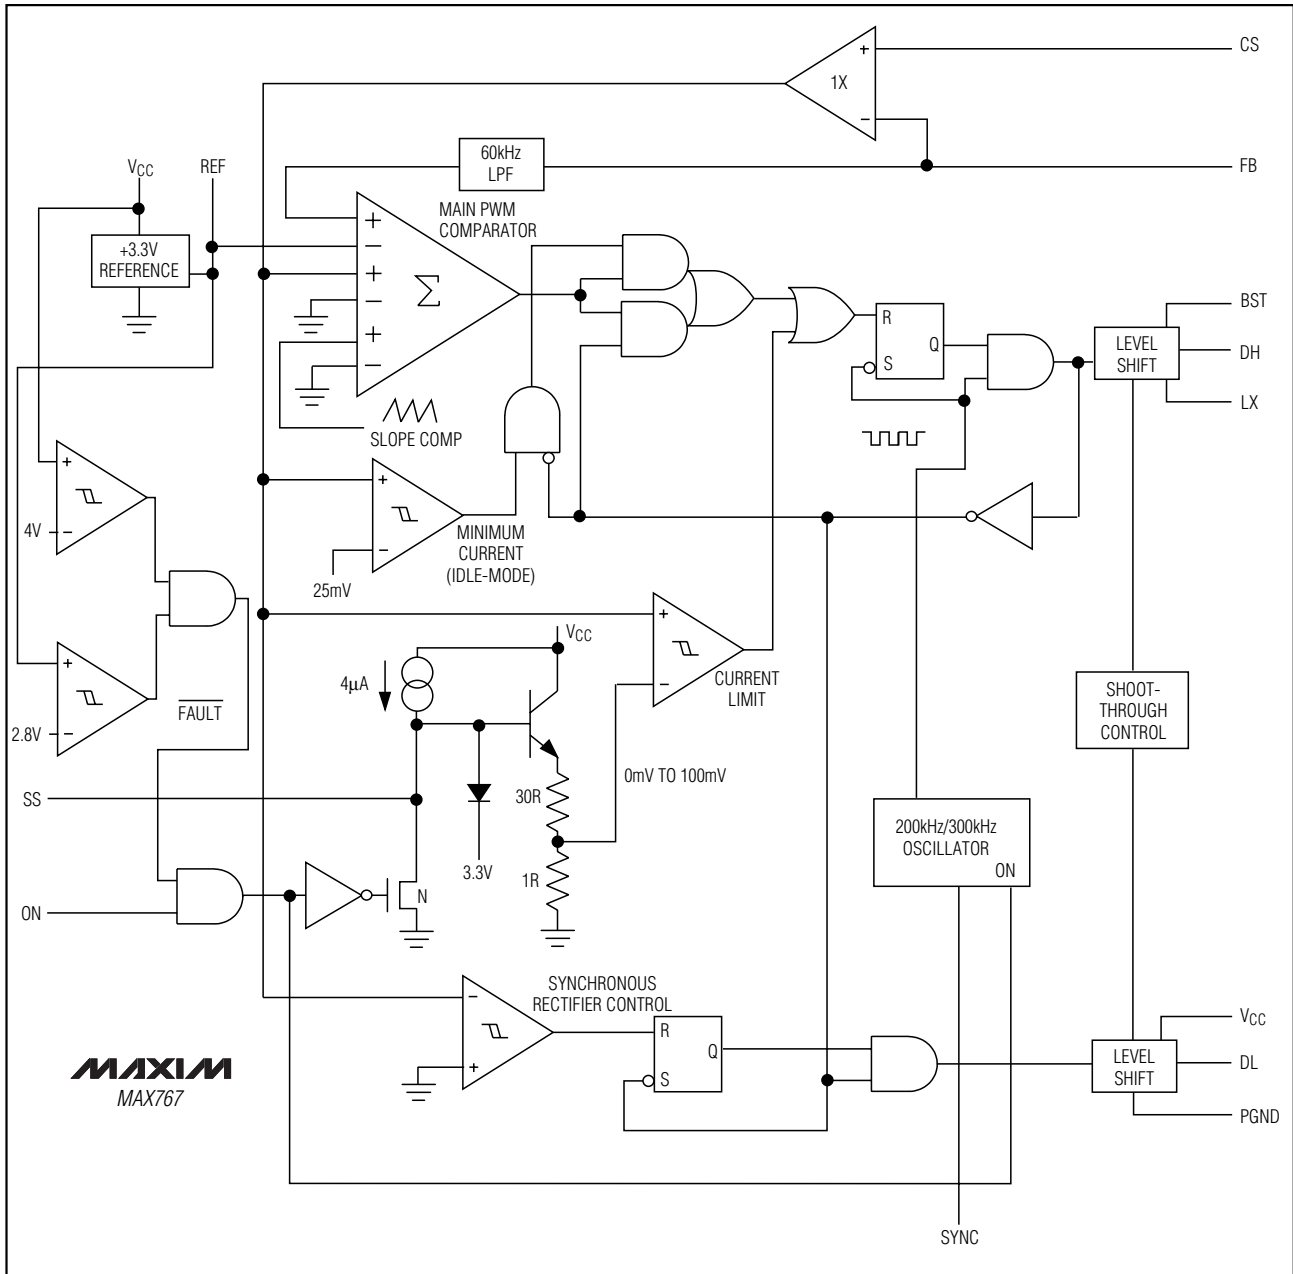 CS
+
1X
−
60kHz
LPF
FB
VCC
REF
MAIN PWM
COMPARATOR
+
−
+
−
+
−
Σ
+3.3V
REFERENCE
BST
R
Q
S
LEVEL
SHIFT
DH
LX
SLOPE COMP
+
4V
−
+
−
25mV
MINIMUM
CURRENT
(IDLE-MODE)
+
−
CURRENT
LIMIT
VCC
4µA
+
2.8V
−
FAULT
SHOOT-
THROUGH
CONTROL
0mV TO 100mV
SS
30R
3.3V
1R
200kHz/300kHz
OSCILLATOR
ON
ON
N
SYNCHRONOUS
RECTIFIER CONTROL
−
+
R
Q
S
VCC
LEVEL
SHIFT
DL
PGND
MAXIM
MAX767
SYNC